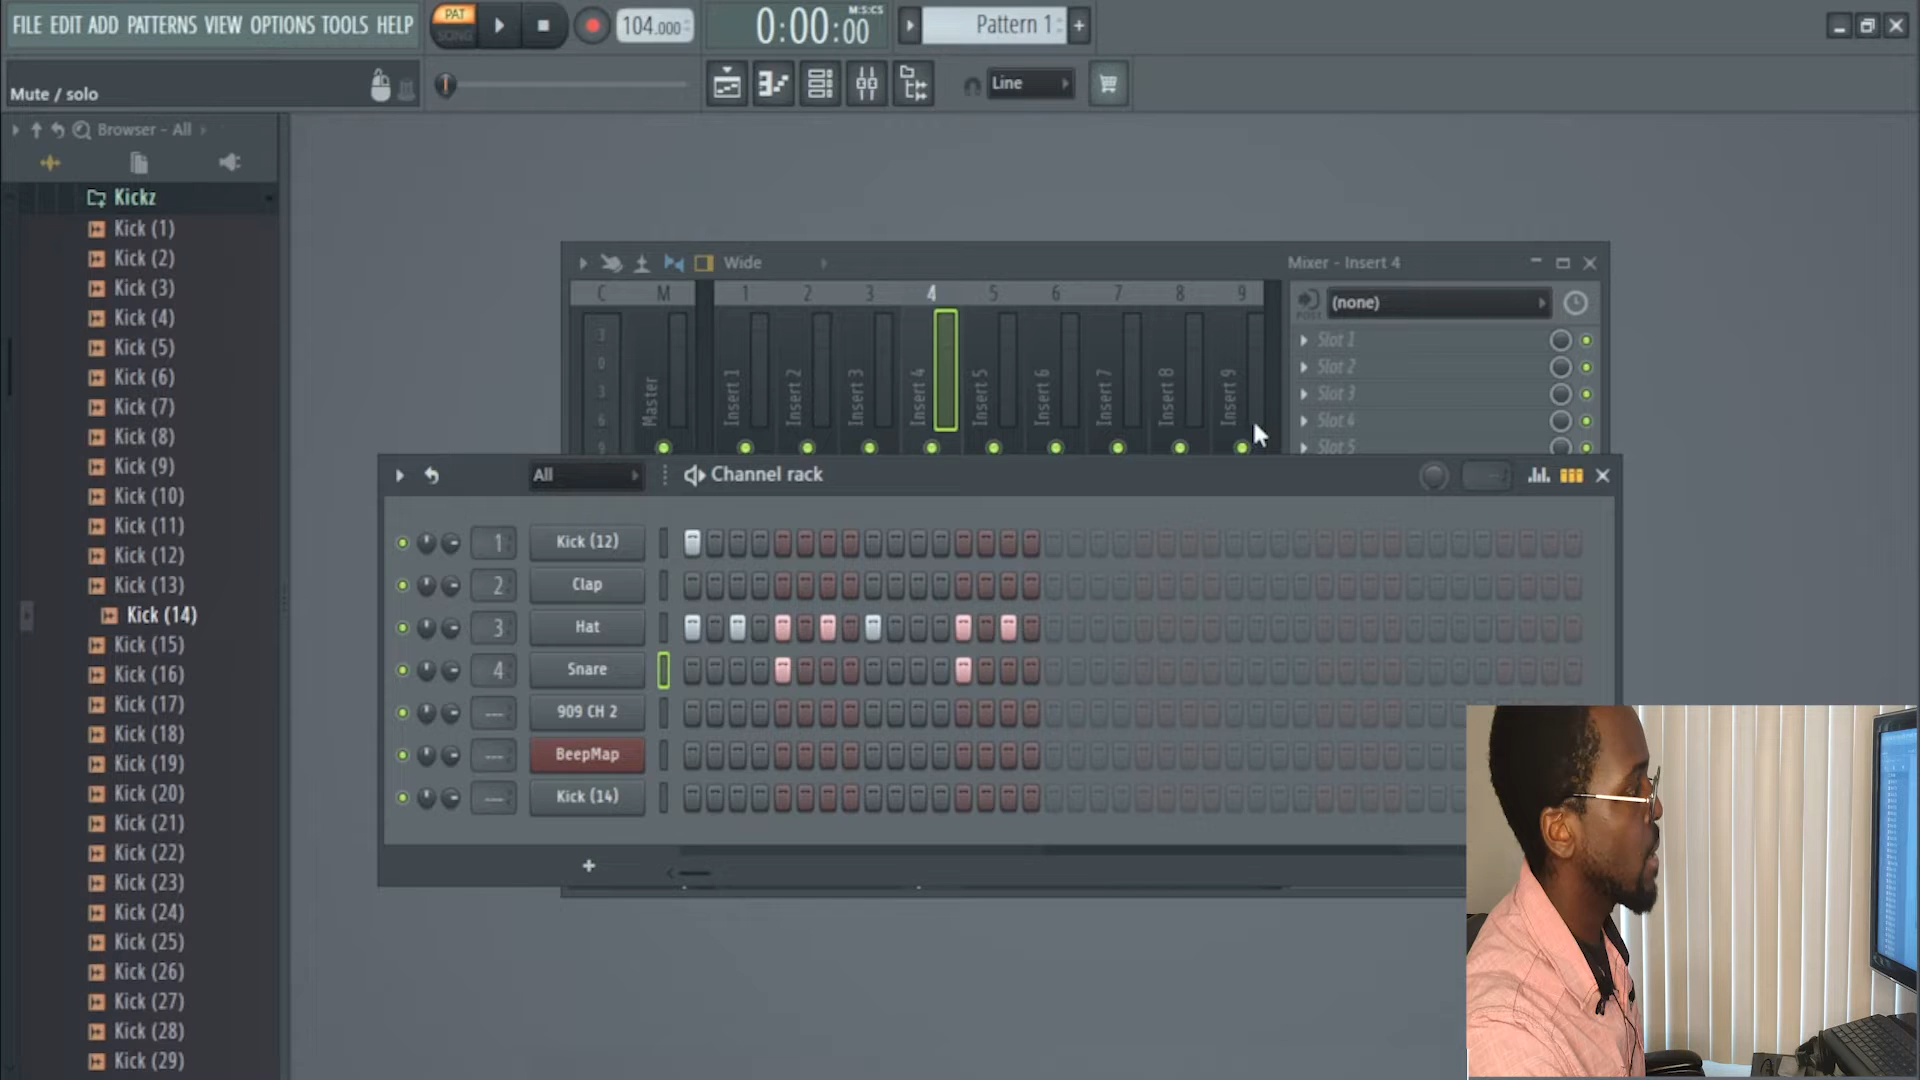 FILE EDIT ADD PATTERNS VIEW OPTIONS TOOLS HELP
PAT
SONG
104.000
0:00:00
M:S:CS
Pattern 1
Mute / solo
Line
Browser - All
Kickz
Kick (1)
Kick (2)
Kick (3)
Kick (4)
Kick (5)
Kick (6)
Kick (7)
Kick (8)
Kick (9)
Kick (10)
Kick (11)
Kick (12)
Kick (13)
Kick (14)
Kick (15)
Kick (16)
Kick (17)
Kick (18)
Kick (19)
Kick (20)
Kick (21)
Kick (22)
Kick (23)
Kick (24)
Kick (25)
Kick (26)
Kick (27)
Kick (28)
Kick (29)
Wide
Mixer - Insert 4
C M 1 2 3 4 5 6 7 8 9
3
0
3
6
9
Master
Insert 1
Insert 2
Insert 3
Insert 4
Insert 5
Insert 6
Insert 7
Insert 8
Insert 9
POST
(none)
Slot 1
Slot 2
Slot 3
Slot 4
Slot 5
All
Channel rack
1 Kick (12)
2 Clap
3 Hat
4 Snare
--- 909 CH 2
--- BeepMap
--- Kick (14)